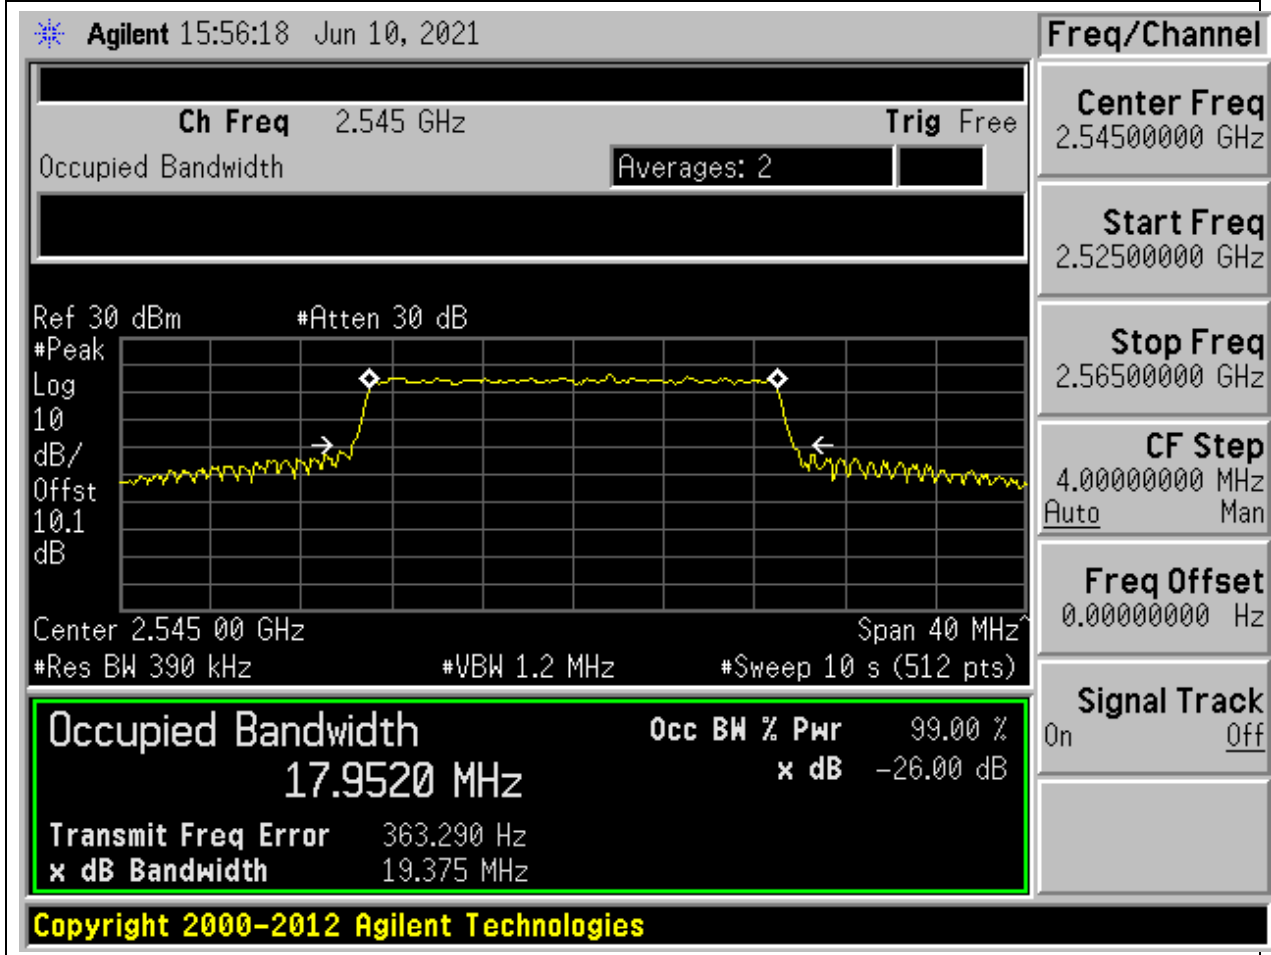 Agilent 15:56:18 Jun 10, 2021
Freq/Channel
Ch Freq 2.545 GHz Trig Free
Occupied Bandwidth Averages: 2
Center Freq
2.54500000 GHz
Start Freq
2.52500000 GHz
Stop Freq
2.56500000 GHz
CF Step
4.00000000 MHz
Auto Man
Freq Offset
0.00000000 Hz
Signal Track
On Off
Ref 30 dBm #Atten 30 dB
#Peak
Log
10
dB/
Offst
10.1
dB
Center 2.545 00 GHz Span 40 MHz^
#Res BW 390 kHz #VBW 1.2 MHz #Sweep 10 s (512 pts)
Occupied Bandwidth Occ BW % Pwr 99.00 %
17.9520 MHz x dB -26.00 dB
Transmit Freq Error 363.290 Hz
x dB Bandwidth 19.375 MHz
Copyright 2000-2012 Agilent Technologies